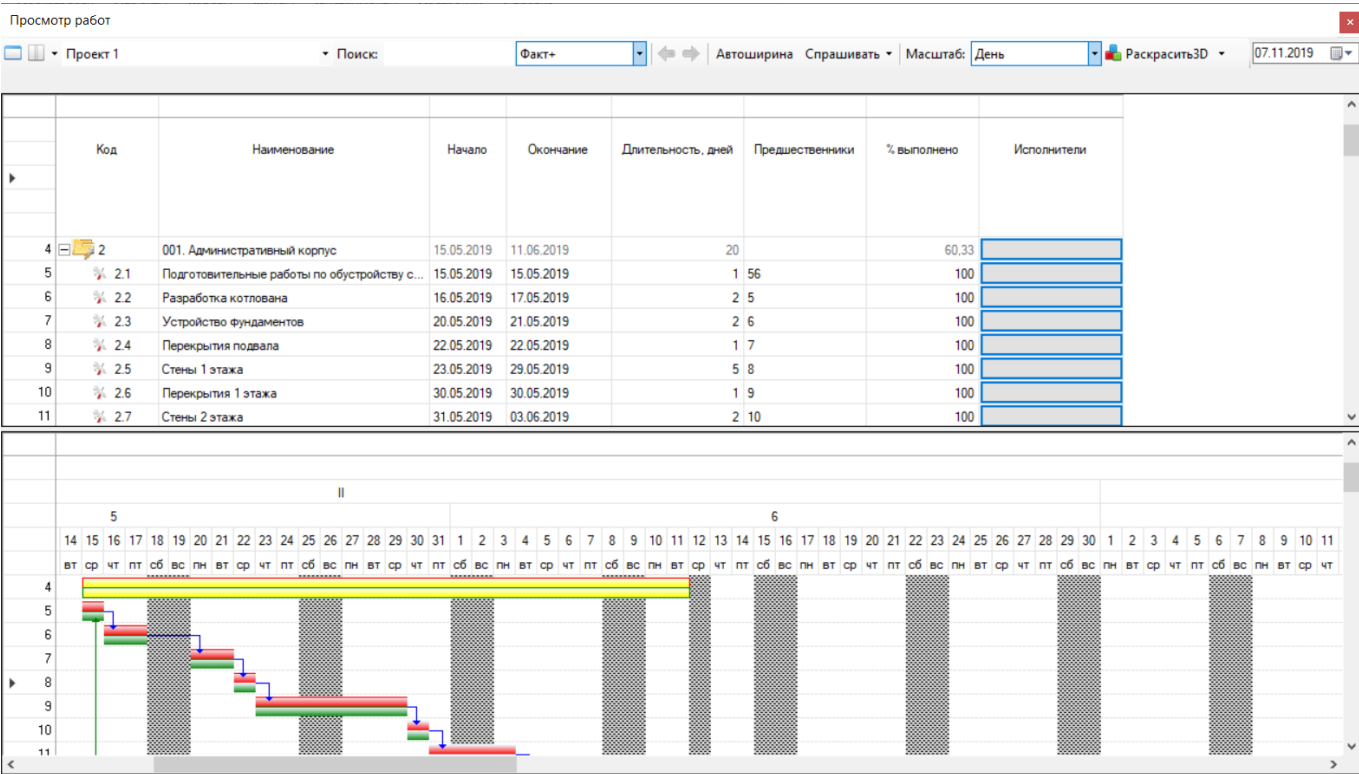 Просмотр работ
Проект 1 Поиск: Факт+ Автоширина Спрашивать Масштаб: День Раскрасить3D 07.11.2019
Код Наименование Начало Окончание Длительность, дней Предшественники % выполнено Исполнители
4 2 001. Административный корпус 15.05.2019 11.06.2019 20 60,33
5 2.1 Подготовительные работы по обустройству с... 15.05.2019 15.05.2019 1 56 100
6 2.2 Разработка котлована 16.05.2019 17.05.2019 2 5 100
7 2.3 Устройство фундаментов 20.05.2019 21.05.2019 2 6 100
8 2.4 Перекрытия подвала 22.05.2019 22.05.2019 1 7 100
9 2.5 Стены 1 этажа 23.05.2019 29.05.2019 5 8 100
10 2.6 Перекрытия 1 этажа 30.05.2019 30.05.2019 1 9 100
11 2.7 Стены 2 этажа 31.05.2019 03.06.2019 2 10 100
II
5 6
14 15 16 17 18 19 20 21 22 23 24 25 26 27 28 29 30 31 1 2 3 4 5 6 7 8 9 10 11 12 13 14 15 16 17 18 19 20 21 22 23 24 25 26 27 28 29 30 1 2 3 4 5 6 7 8 9 10 11
вт ср чт пт сб вс пн вт ср чт пт сб вс пн вт ср чт пт сб вс пн вт ср чт пт сб вс пн вт ср чт пт сб вс пн вт ср чт пт сб вс пн вт ср чт пт сб вс пн вт ср чт пт сб вс пн вт ср чт
4
5
6
7
8
9
10
11